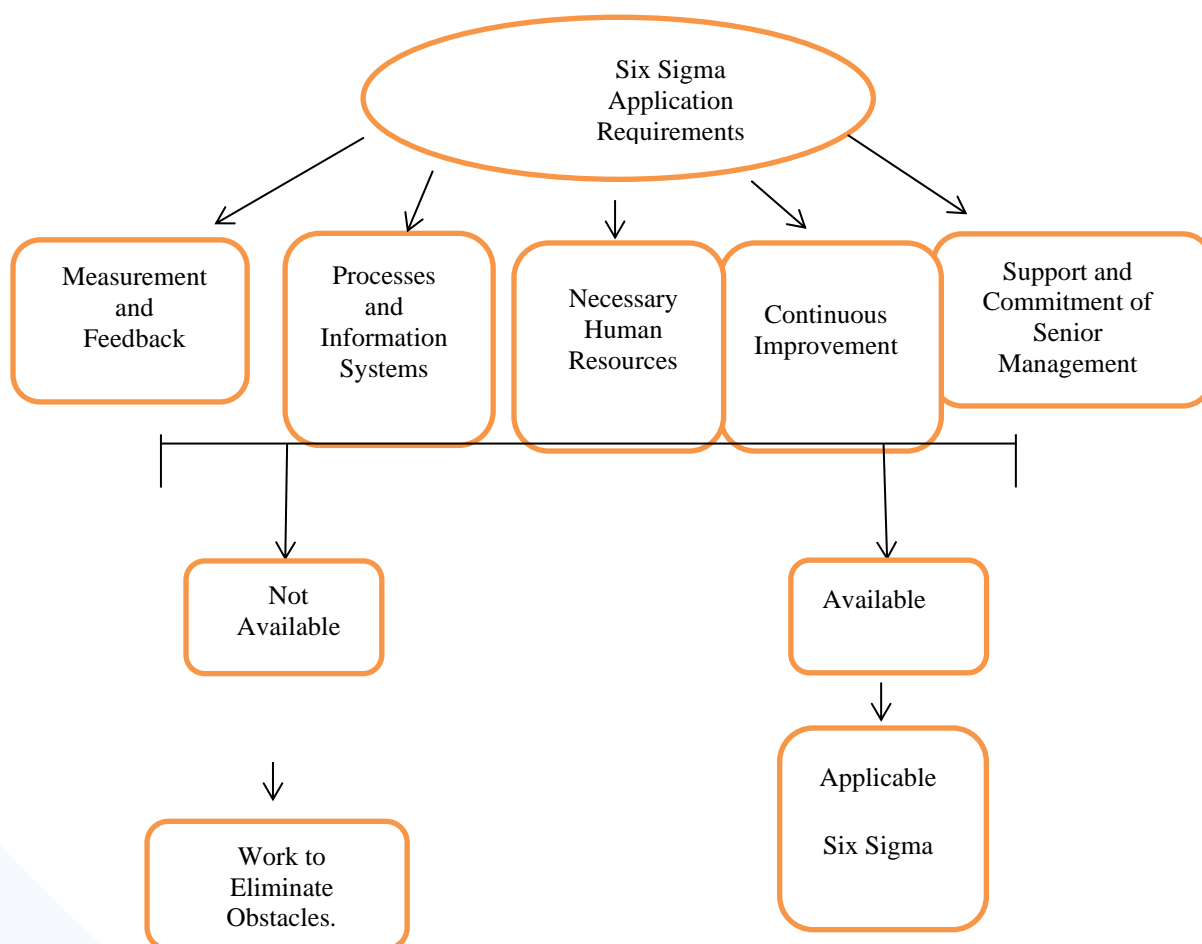 Six Sigma
Application
Requirements
Measurement
and
Feedback
Processes
and
Information
Systems
Necessary
Human
Resources
Continuous
Improvement
Support and
Commitment of
Senior
Management
Not
Available
Available
Work to
Eliminate
Obstacles.
Applicable
Six Sigma